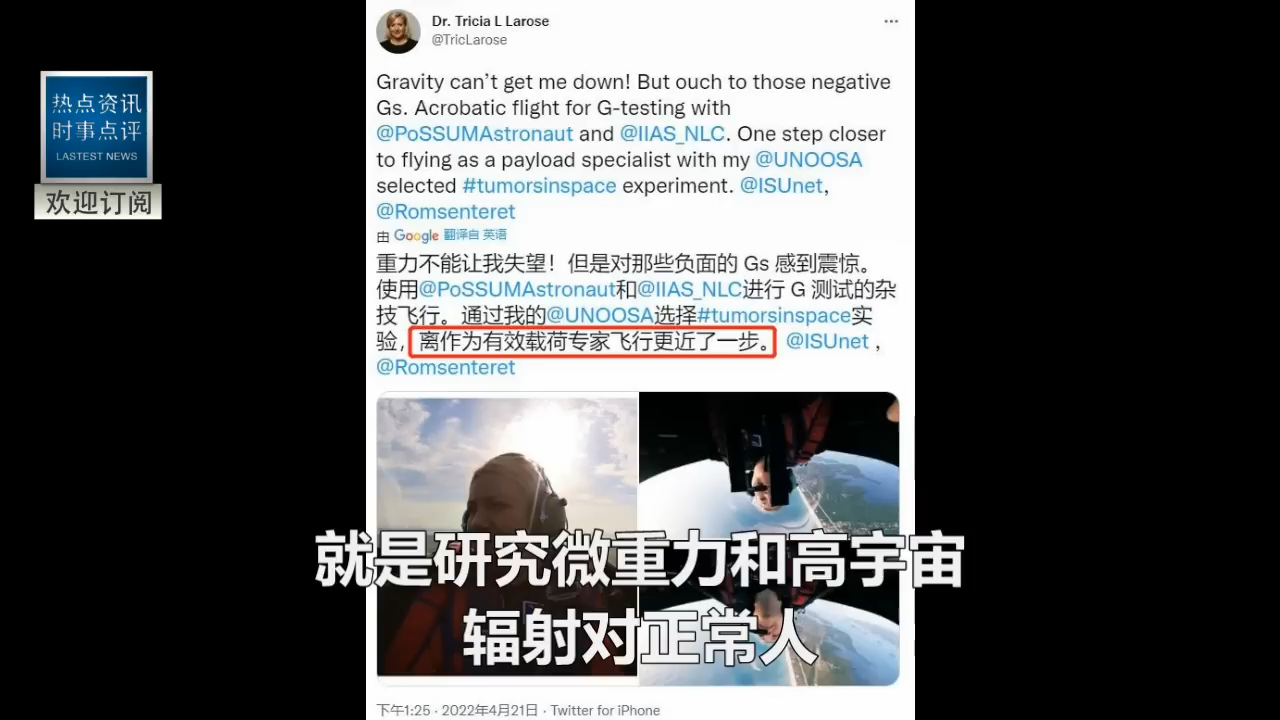 热点资讯
时事点评
LASTEST NEWS
欢迎订阅
Dr. Tricia L Larose
@TricLarose
Gravity can't get me down! But ouch to those negative
Gs. Acrobatic flight for G-testing with
@PoSSUMAstronaut and @IIAS_NLC. One step closer
to flying as a payload specialist with my @UNOOSA
selected #tumorsinspace experiment. @ISUnet,
@Romsenteret
由 Google 翻译自 英语
重力不能让我失望！但是对那些负面的 Gs 感到震惊。
使用@PoSSUMAstronaut和@IIAS_NLC进行 G 测试的杂
技飞行。通过我的@UNOOSA选择#tumorsinspace实
验，离作为有效载荷专家飞行更近了一步。 @ISUnet，
@Romsenteret
就是研究微重力和高宇宙
辐射对正常人
下午1:25 · 2022年4月21日 · Twitter for iPhone